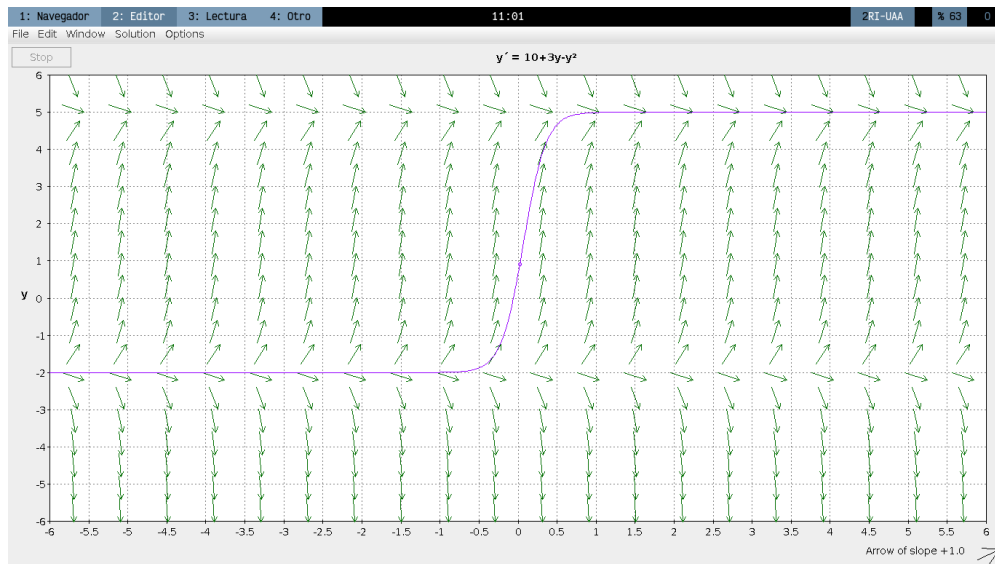 1: Navegador 2: Editor 3: Lectura 4: Otro 11:01 2RI-UAA % 63 0
File Edit Window Solution Options
Stop
y´= 10+3y-y²
6
5
4
3
2
1
y 0
-1
-2
-3
-4
-5
-6
-6 -5.5 -5 -4.5 -4 -3.5 -3 -2.5 -2 -1.5 -1 -0.5 0 0.5 1 1.5 2 2.5 3 3.5 4 4.5 5 5.5 6
Arrow of slope +1.0